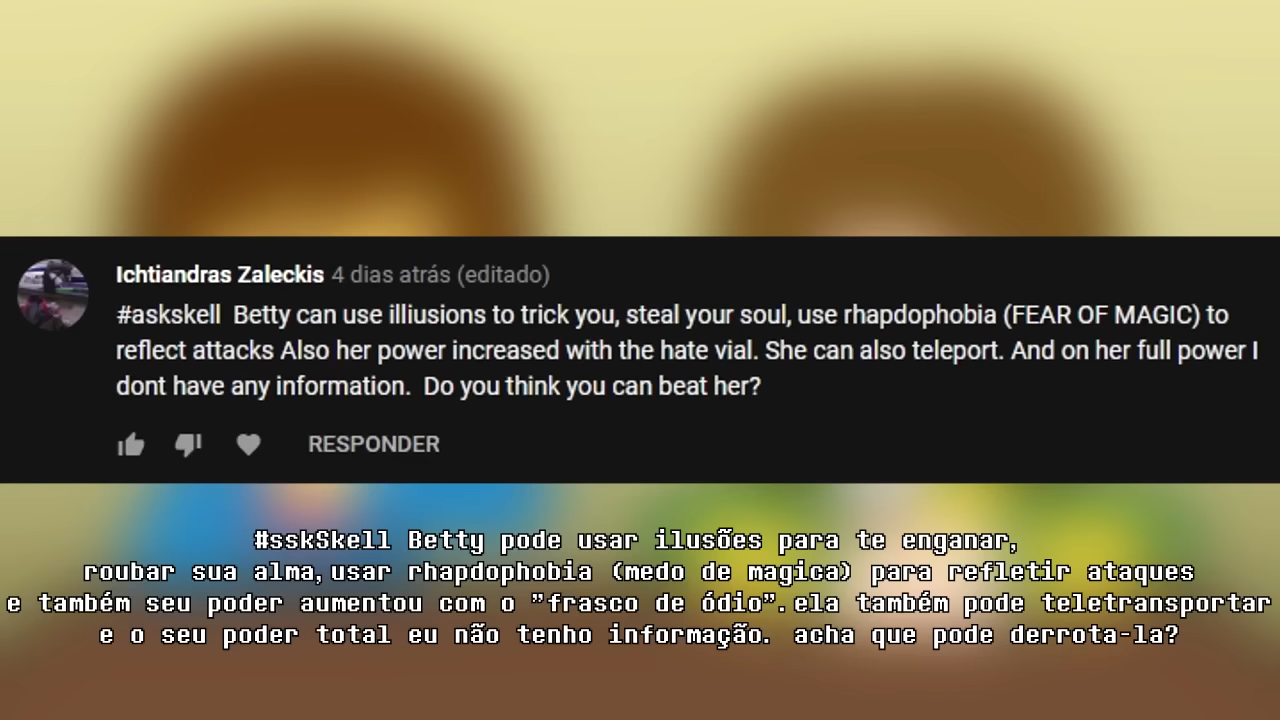 Ichtiandras Zaleckis 4 dias atrás (editado)
#askskell Betty can use illiusions to trick you, steal your soul, use rhapdophobia (FEAR OF MAGIC) to
reflect attacks Also her power increased with the hate vial. She can also teleport. And on her full power I
dont have any information. Do you think you can beat her?
RESPONDER
#sskSkell Betty pode usar ilusões para te enganar,
roubar sua alma, usar rhapdophobia (medo de magica) para refletir ataques
e também seu poder aumentou com o "frasco de ódio". ela também pode teletransportar
e o seu poder total eu não tenho informação. acha que pode derrota-la?